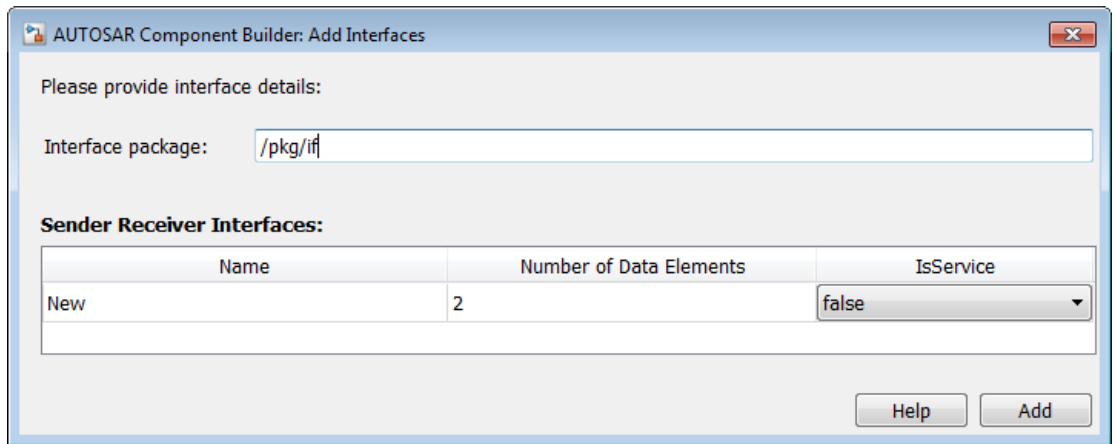 AUTOSAR Component Builder: Add Interfaces
Please provide interface details:
Interface package: /pkg/if
Sender Receiver Interfaces:
Name Number of Data Elements IsService
New 2 false
Help Add